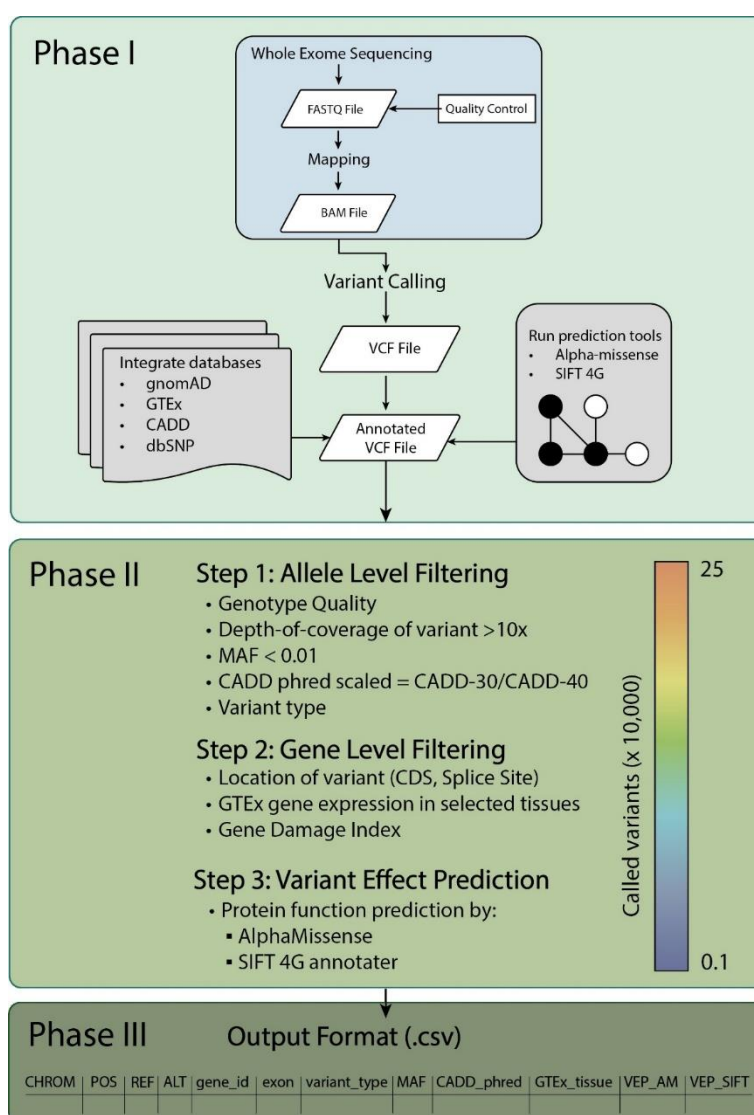 Phase I
Whole Exome Sequencing
FASTQ File
Quality Control
Mapping
BAM File
Variant Calling
VCF File
Integrate databases
• gnomAD
• GTEx
• CADD
• dbSNP
Run prediction tools
• Alpha-missense
• SIFT 4G
Annotated
VCF File
Phase II
Step 1: Allele Level Filtering
• Genotype Quality
• Depth-of-coverage of variant >10x
• MAF < 0.01
• CADD phred scaled = CADD-30/CADD-40
• Variant type
Step 2: Gene Level Filtering
• Location of variant (CDS, Splice Site)
• GTEx gene expression in selected tissues
• Gene Damage Index
Step 3: Variant Effect Prediction
• Protein function prediction by:
▪ AlphaMissense
▪ SIFT 4G annotater
25
Called variants (x 10,000)
0.1
Phase III
Output Format (.csv)
CHROM POS REF ALT gene_id exon variant_type MAF CADD_phred GTEx_tissue VEP_AM VEP_SIFT